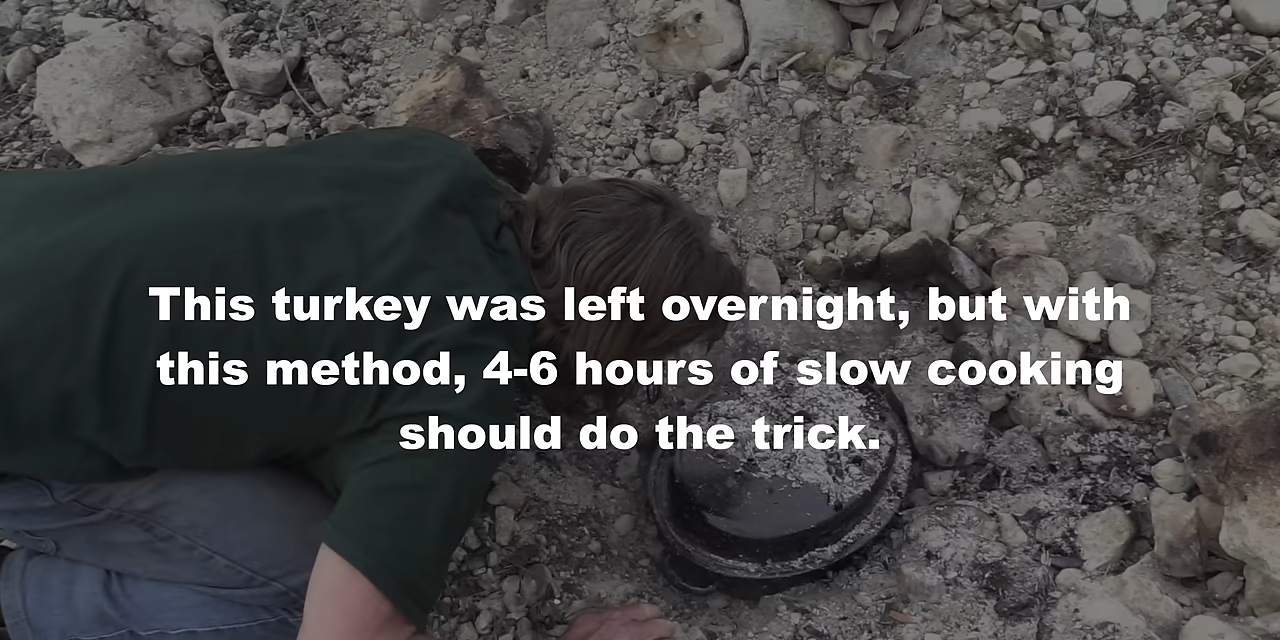 This turkey was left overnight, but with
this method, 4-6 hours of slow cooking
should do the trick.